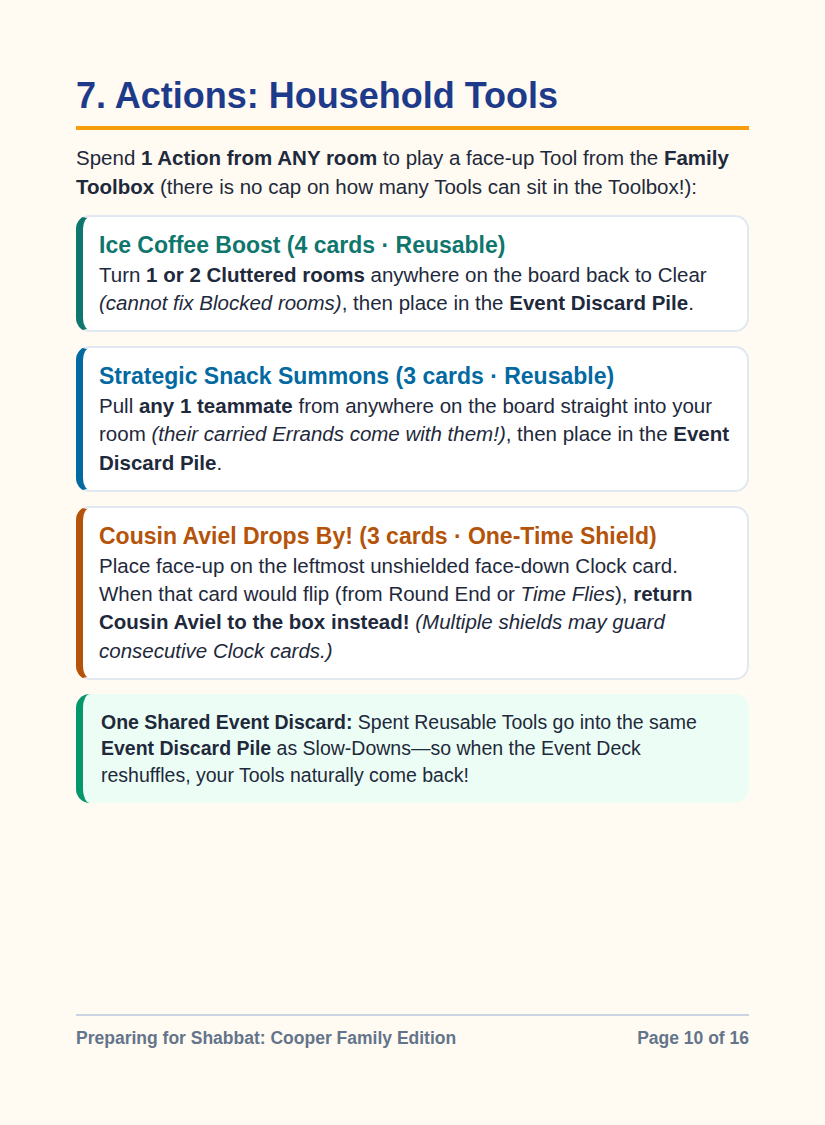 7. Actions: Household Tools
Spend 1 Action from ANY room to play a face-up Tool from the Family
Toolbox (there is no cap on how many Tools can sit in the Toolbox!):
Ice Coffee Boost (4 cards · Reusable)
Turn 1 or 2 Cluttered rooms anywhere on the board back to Clear
(cannot fix Blocked rooms), then place in the Event Discard Pile.
Strategic Snack Summons (3 cards · Reusable)
Pull any 1 teammate from anywhere on the board straight into your
room (their carried Errands come with them!), then place in the Event
Discard Pile.
Cousin Aviel Drops By! (3 cards · One-Time Shield)
Place face-up on the leftmost unshielded face-down Clock card.
When that card would flip (from Round End or Time Flies), return
Cousin Aviel to the box instead! (Multiple shields may guard
consecutive Clock cards.)
One Shared Event Discard: Spent Reusable Tools go into the same
Event Discard Pile as Slow-Downs—so when the Event Deck
reshuffles, your Tools naturally come back!
Preparing for Shabbat: Cooper Family Edition
Page 10 of 16